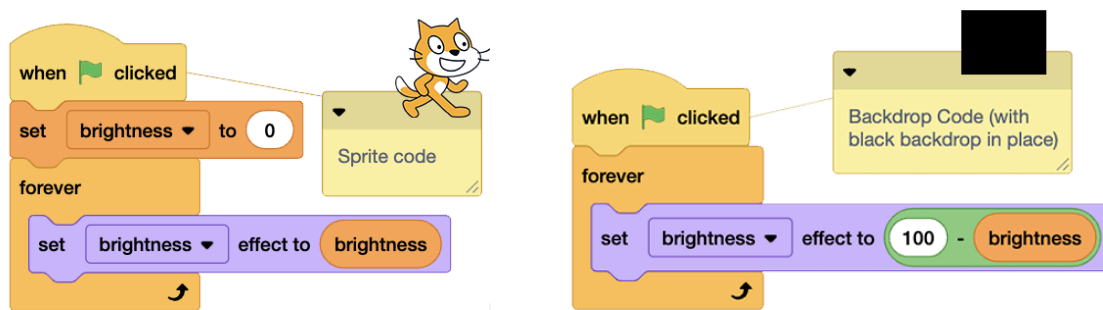 when clicked
set brightness to 0
Sprite code
forever
set brightness effect to brightness
when clicked
Backdrop Code (with
black backdrop in place)
forever
set brightness effect to 100 - brightness